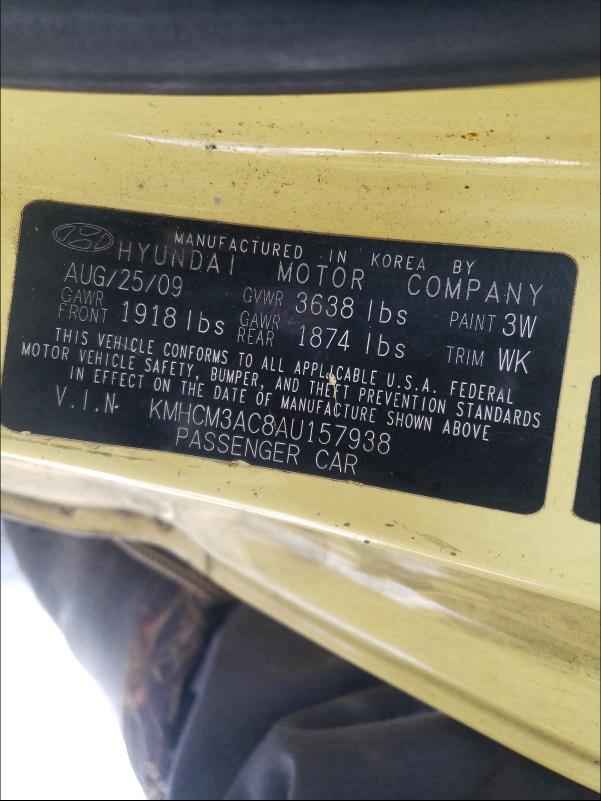 MANUFACTURED IN KOREA BY
HYUNDAI MOTOR COMPANY
AUG/25/09 GVWR 3638 lbs PAINT 3W
GAWR FRONT 1918 lbs GAWR REAR 1874 lbs TRIM WK
THIS VEHICLE CONFORMS TO ALL APPLICABLE U.S.A. FEDERAL
MOTOR VEHICLE SAFETY, BUMPER, AND THEFT PREVENTION STANDARDS
IN EFFECT ON THE DATE OF MANUFACTURE SHOWN ABOVE
V.I.N. KMHCM3AC8AU157938
PASSENGER CAR